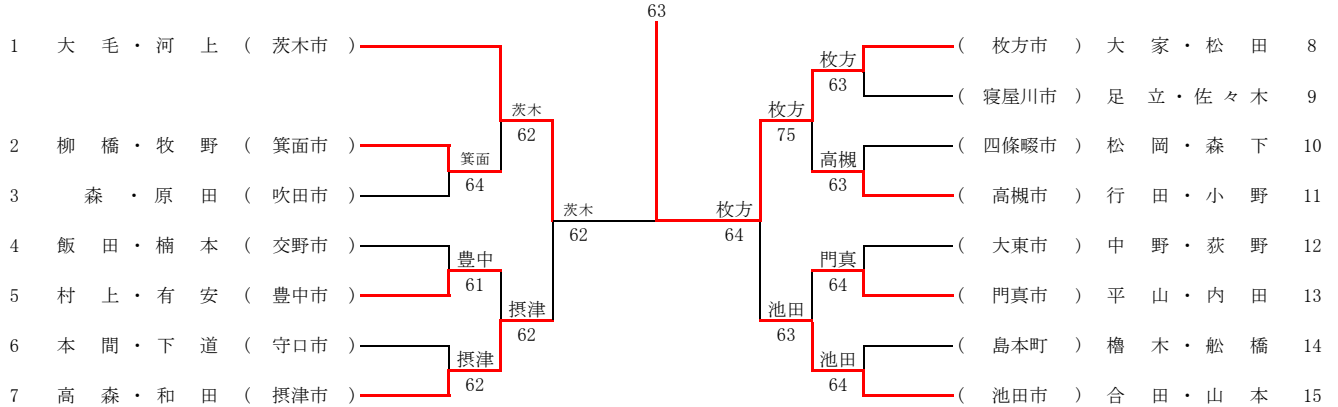 63
1 大毛・河上 ( 茨木市 )
( 枚方市 ) 大家・松田 8
枚方
63
( 寝屋川市 ) 足立・佐々木 9
茨木
62
枚方
75
2 柳橋・牧野 ( 箕面市 )
箕面
64
( 四條畷市 ) 松岡・森下 10
高槻
63
3 森・原田 ( 吹田市 )
( 高槻市 ) 行田・小野 11
茨木
62
枚方
64
4 飯田・楠本 ( 交野市 )
豊中
61
( 大東市 ) 中野・荻野 12
門真
64
5 村上・有安 ( 豊中市 )
( 門真市 ) 平山・内田 13
摂津
62
池田
63
6 本間・下道 ( 守口市 )
摂津
62
( 島本町 ) 櫓木・舩橋 14
池田
64
7 高森・和田 ( 摂津市 )
( 池田市 ) 合田・山本 15